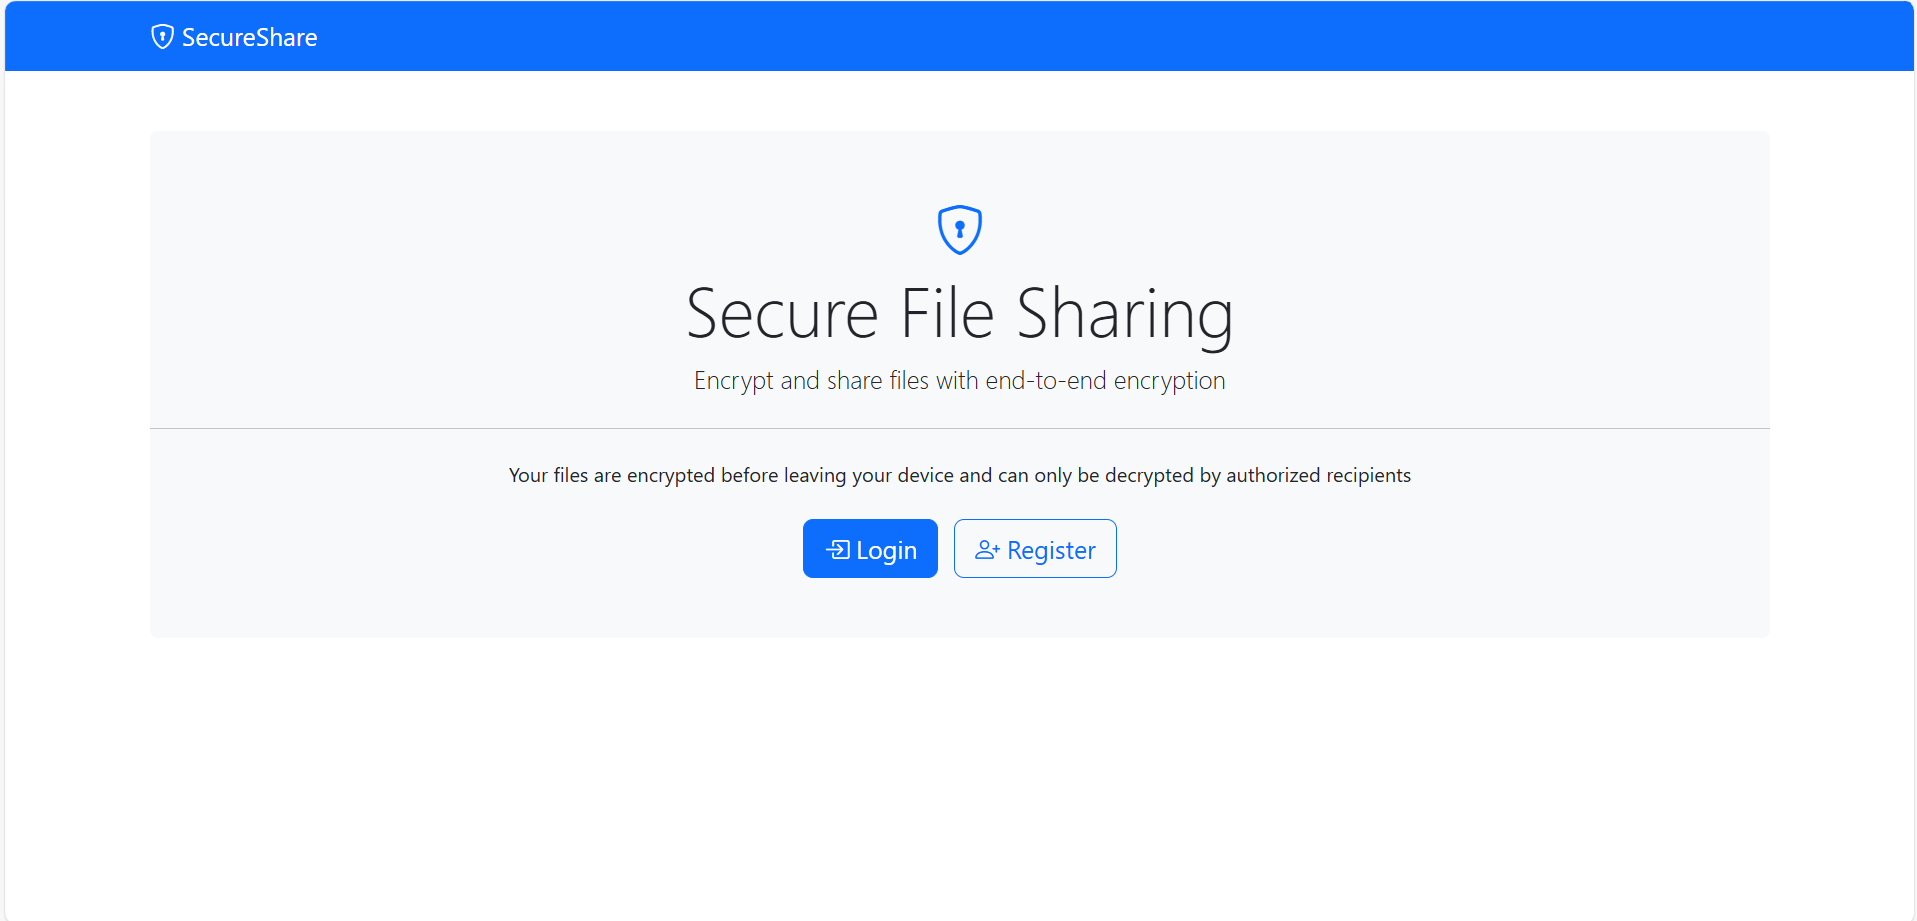 SecureShare
Secure File Sharing
Encrypt and share files with end-to-end encryption
Your files are encrypted before leaving your device and can only be decrypted by authorized recipients
Login
Register